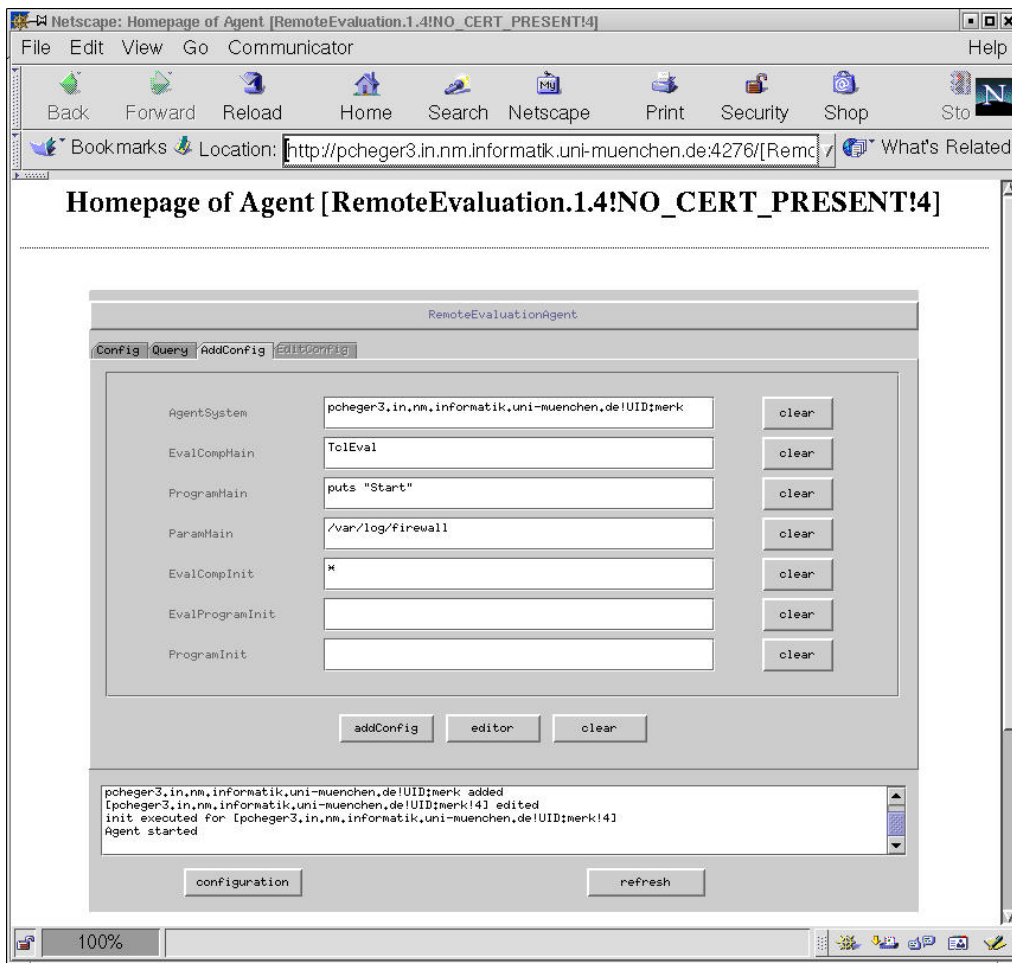 Netscape: Homepage of Agent [RemoteEvaluation.1.4!NO_CERT_PRESENT!4]
File Edit View Go Communicator Help
Back Forward Reload Home Search Netscape Print Security Shop Sto
My
N
Bookmarks Location: http://pcheger3.in.nm.informatik.uni-muenchen.de:4276/[Remo What's Related
Homepage of Agent [RemoteEvaluation.1.4!NO_CERT_PRESENT!4]
RemoteEvaluationAgent
Config Query AddConfig EditConfig
AgentSystem pcheger3.in.nm.informatik.uni-muenchen.de!UID:merk clear
EvalCompMain TclEval clear
ProgramMain puts "Start" clear
ParamMain /var/log/firewall clear
EvalCompInit * clear
EvalProgramInit clear
ProgramInit clear
addConfig editor clear
pcheger3.in.nm.informatik.uni-muenchen.de!UID:merk added
[pcheger3.in.nm.informatik.uni-muenchen.de!UID:merk!4] edited
init executed for [pcheger3.in.nm.informatik.uni-muenchen.de!UID:merk!4]
Agent started
configuration refresh
100%